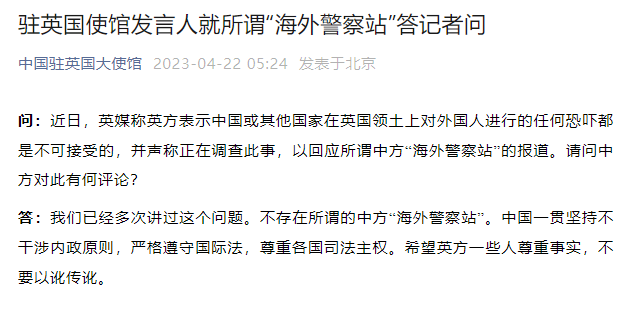 驻英国使馆发言人就所谓“海外警察站”答记者问
中国驻英国大使馆 2023-04-22 05:24 发表于北京
问：近日，英媒称英方表示中国或其他国家在英国领土上对外国人进行的任何恐吓都
是不可接受的，并声称正在调查此事，以回应所谓中方“海外警察站”的报道。请问中
方对此有何评论？
答：我们已经多次讲过这个问题。不存在所谓的中方“海外警察站”。中国一贯坚持不
干涉内政原则，严格遵守国际法，尊重各国司法主权。希望英方一些人尊重事实，不
要以讹传讹。